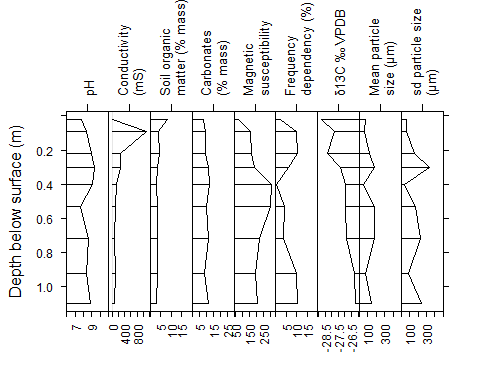 pH
Conductivity
(mS)
Soil organic
matter (% mass)
Carbonates
(% mass)
Magnetic
susceptibility
Frequency
dependency (%)
δ13C ‰ VPDB
Mean particle
size (µm)
sd particle size
(µm)
Depth below surface (m)
0.2
0.4
0.6
0.8
1.0
7 9
0 400 800
5 10 15
5 15 25
50 150 250
5 10 15
-28.5 -27.5 -26.5
100 300
100 300